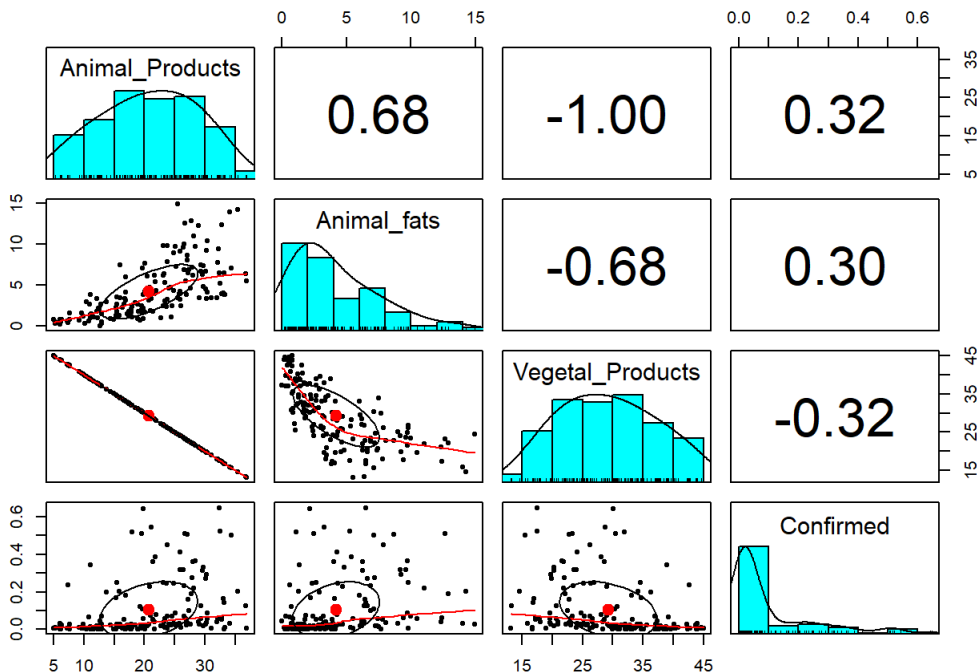 0 5 10 15 0.0 0.2 0.4 0.6
Animal_Products 0.68 -1.00 0.32 5 15 25 35
0 5 10 15 Animal_fats -0.68 0.30
Vegetal_Products -0.32 15 25 35 45
0.0 0.2 0.4 0.6 Confirmed
5 10 20 30 15 25 35 45